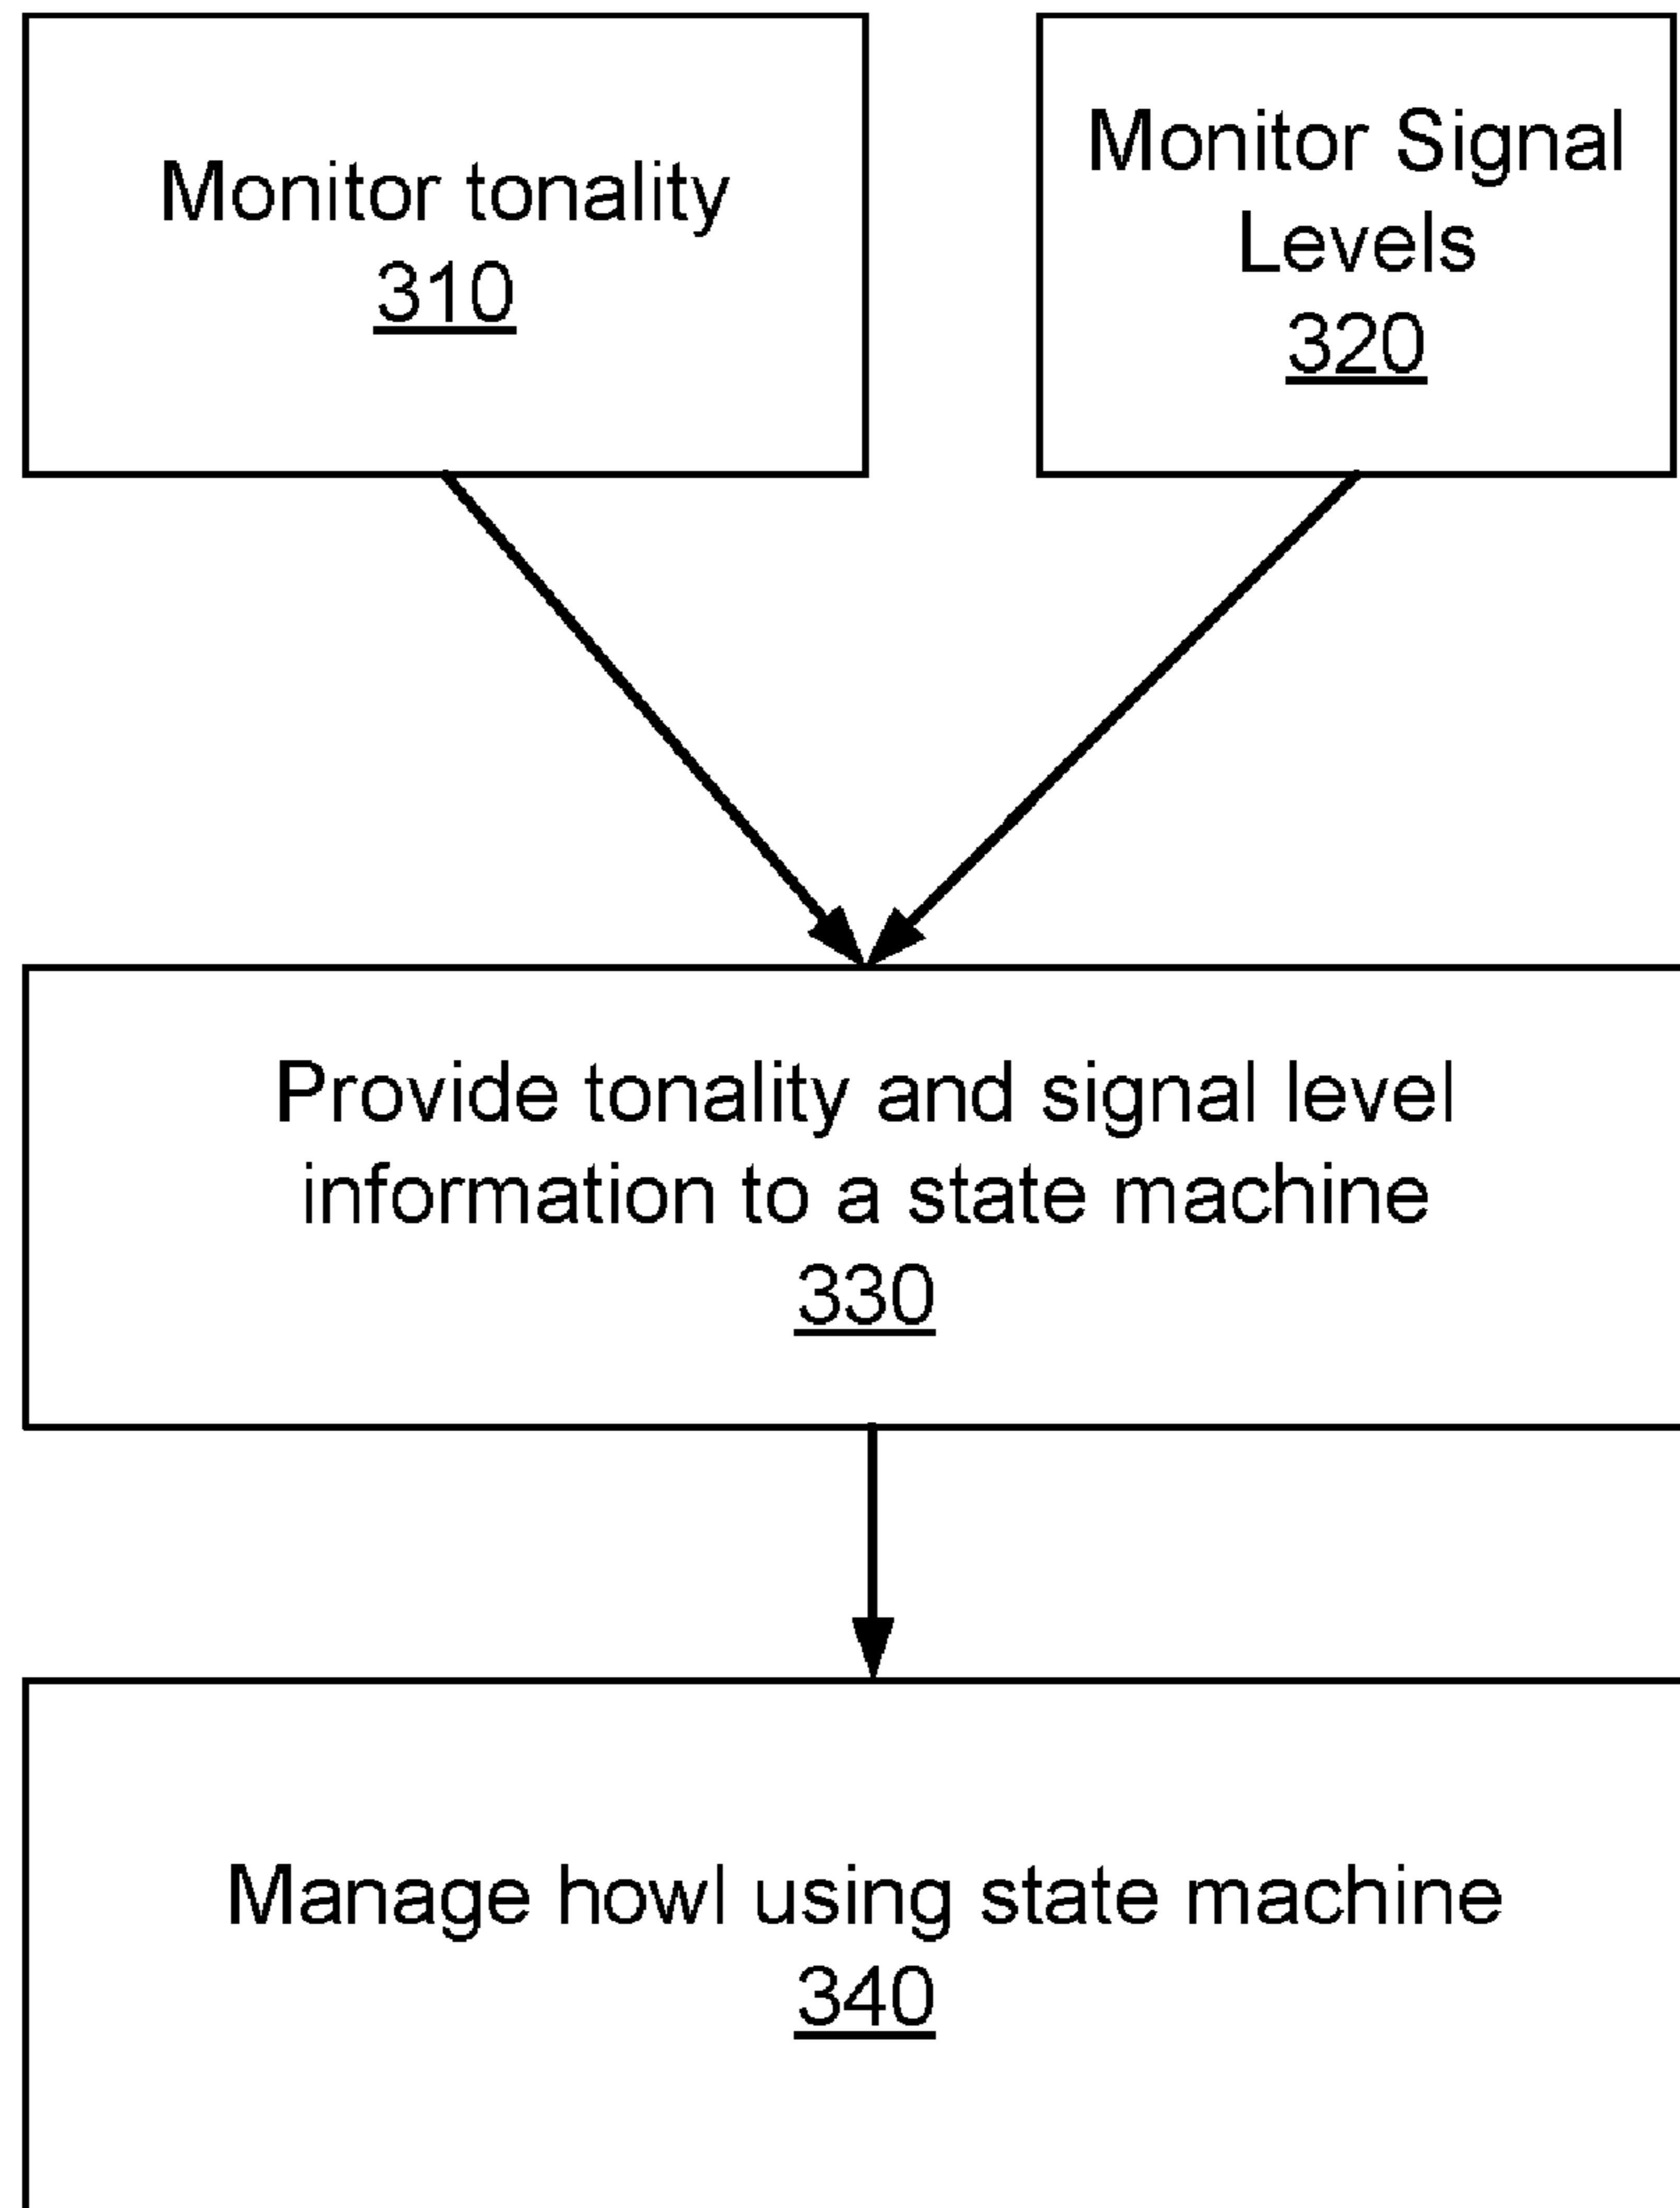 Monitor tonality
310
Monitor Signal
Levels
320
Provide tonality and signal level
information to a state machine
330
Manage howl using state machine
340